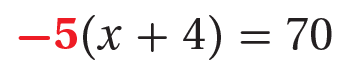 −5(x + 4) = 70